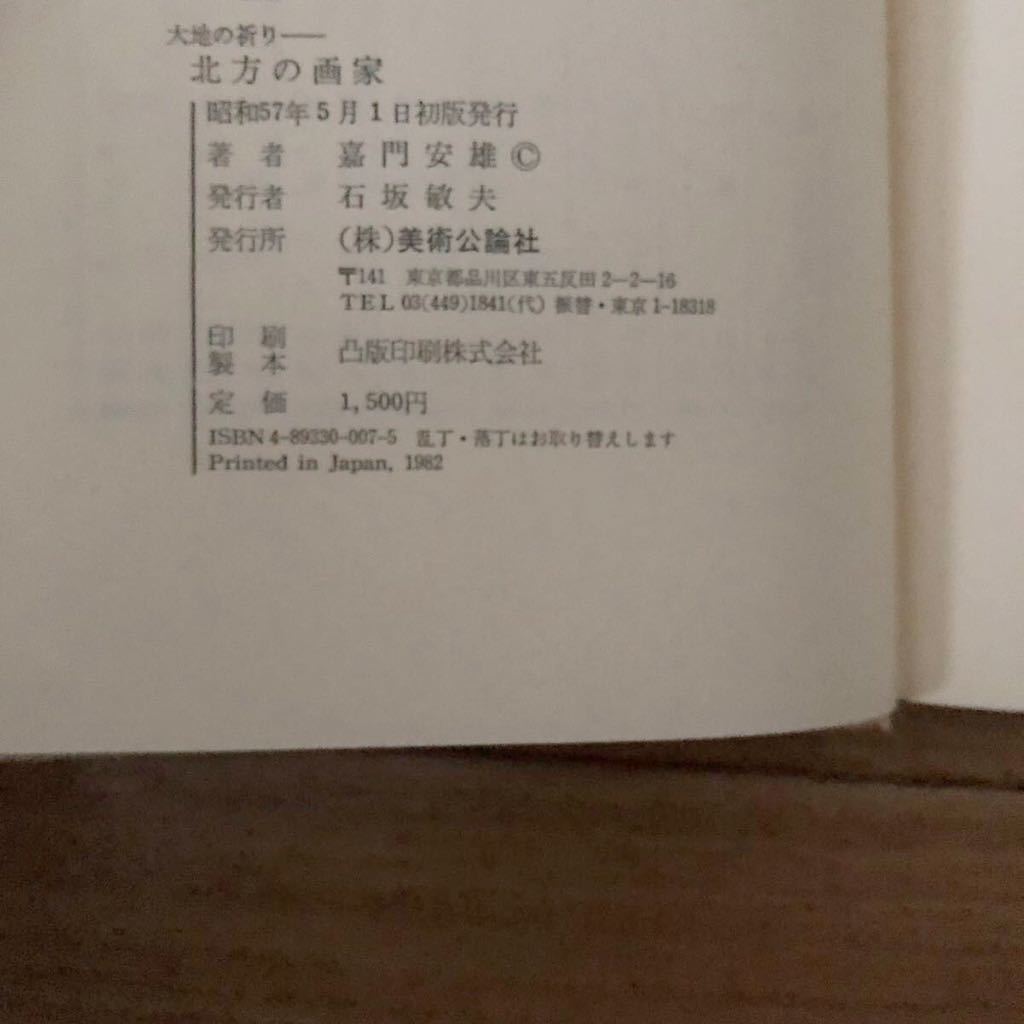 大地の祈り――
北方の画家
昭和57年5月1日初版発行
著者 嘉門安雄©
発行者 石坂敏夫
発行所 (株)美術公論社
〒141 東京都品川区東五反田2-2-16
TEL 03(449)1841(代) 振替・東京1-18318
印刷
製本 凸版印刷株式会社
定価 1,500円
ISBN4-89330-007-5 乱丁・落丁はお取り替えします
Printed in Japan, 1982